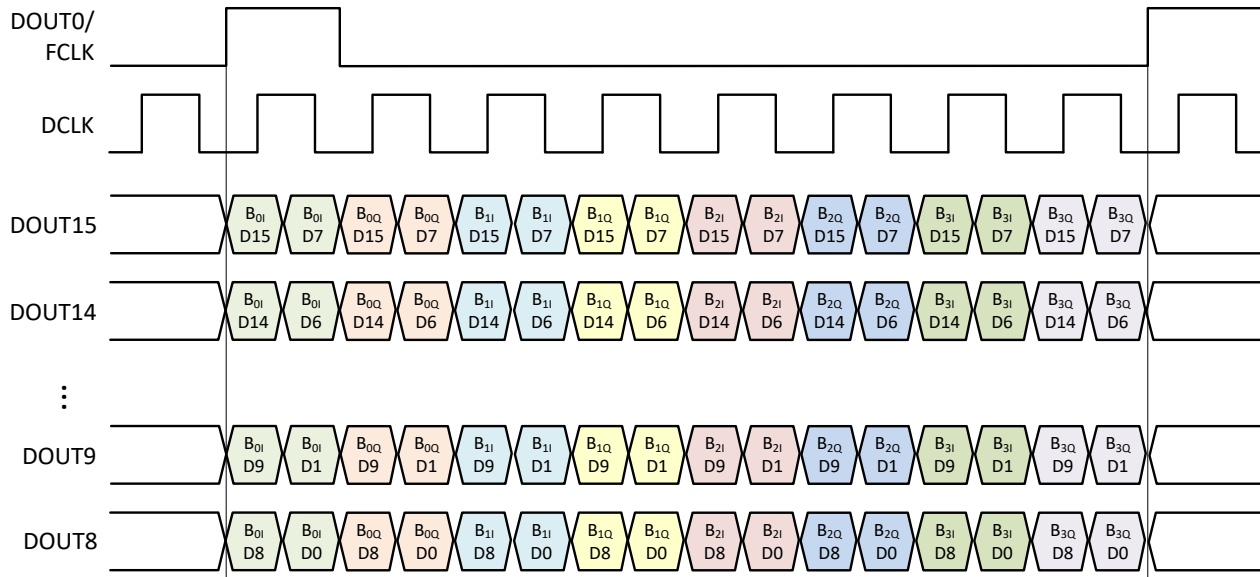 DOUT0/
FCLK
DCLK
DOUT15
B0I B0I B0Q B0Q B1I B1I B1Q B1Q B2I B2I B2Q B2Q B3I B3I B3Q B3Q
D15 D7 D15 D7 D15 D7 D15 D7 D15 D7 D15 D7 D15 D7 D15 D7
DOUT14
B0I B0I B0Q B0Q B1I B1I B1Q B1Q B2I B2I B2Q B2Q B3I B3I B3Q B3Q
D14 D6 D14 D6 D14 D6 D14 D6 D14 D6 D14 D6 D14 D6 D14 D6
⋮
DOUT9
B0I B0I B0Q B0Q B1I B1I B1Q B1Q B2I B2I B2Q B2Q B3I B3I B3Q B3Q
D9 D1 D9 D1 D9 D1 D9 D1 D9 D1 D9 D1 D9 D1 D9 D1
DOUT8
B0I B0I B0Q B0Q B1I B1I B1Q B1Q B2I B2I B2Q B2Q B3I B3I B3Q B3Q
D8 D0 D8 D0 D8 D0 D8 D0 D8 D0 D8 D0 D8 D0 D8 D0